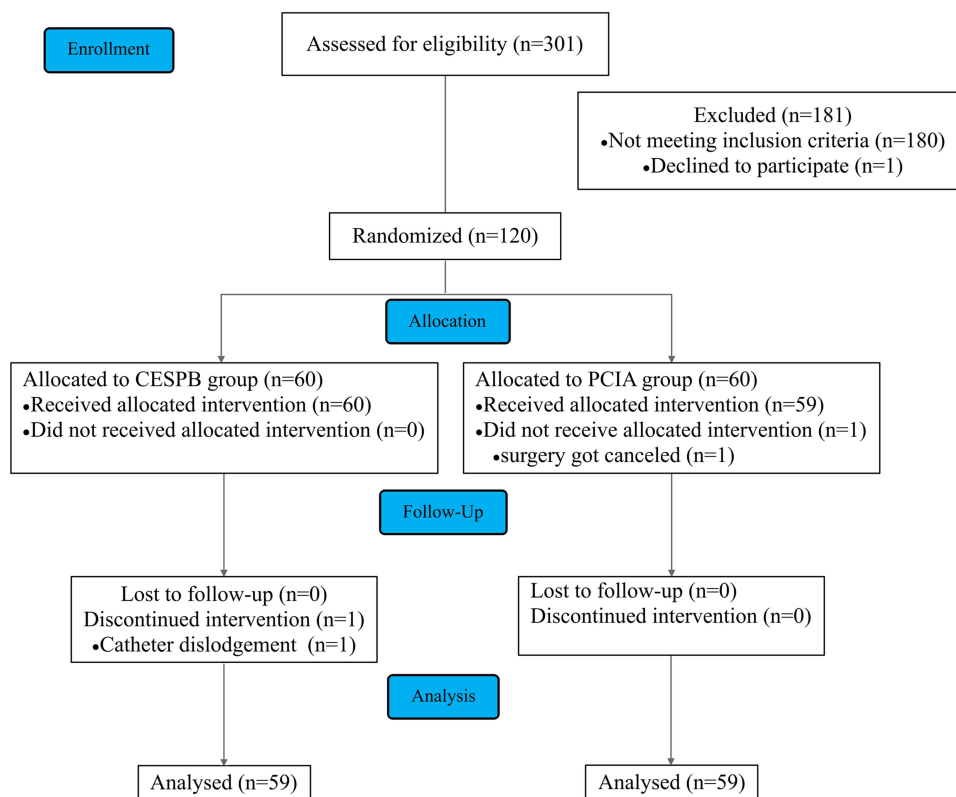 Enrollment
Assessed for eligibility (n=301)
Excluded (n=181)
•Not meeting inclusion criteria (n=180)
•Declined to participate (n=1)
Randomized (n=120)
Allocation
Allocated to CESPB group (n=60)
•Received allocated intervention (n=60)
•Did not received allocated intervention (n=0)
Allocated to PCIA group (n=60)
•Received allocated intervention (n=59)
•Did not receive allocated intervention (n=1)
•surgery got canceled (n=1)
Follow-Up
Lost to follow-up (n=0)
Discontinued intervention (n=1)
•Catheter dislodgement (n=1)
Lost to follow-up (n=0)
Discontinued intervention (n=0)
Analysis
Analysed (n=59)
Analysed (n=59)